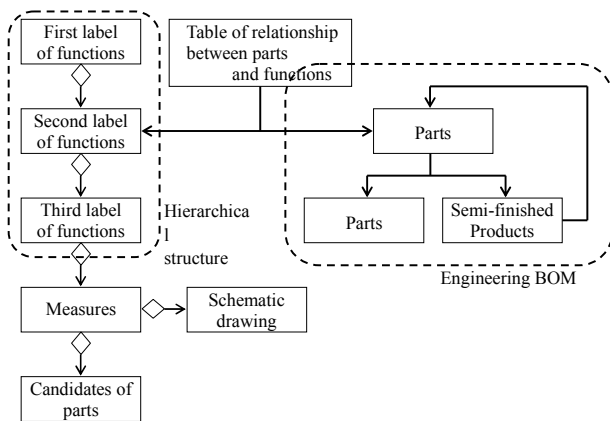 First label
of functions
Table of relationship
between parts
and functions
Second label
of functions
Parts
Third label
of functions
Hierarchica
l
structure
Parts
Semi-finished
Products
Engineering BOM
Measures
Schematic
drawing
Candidates of
parts